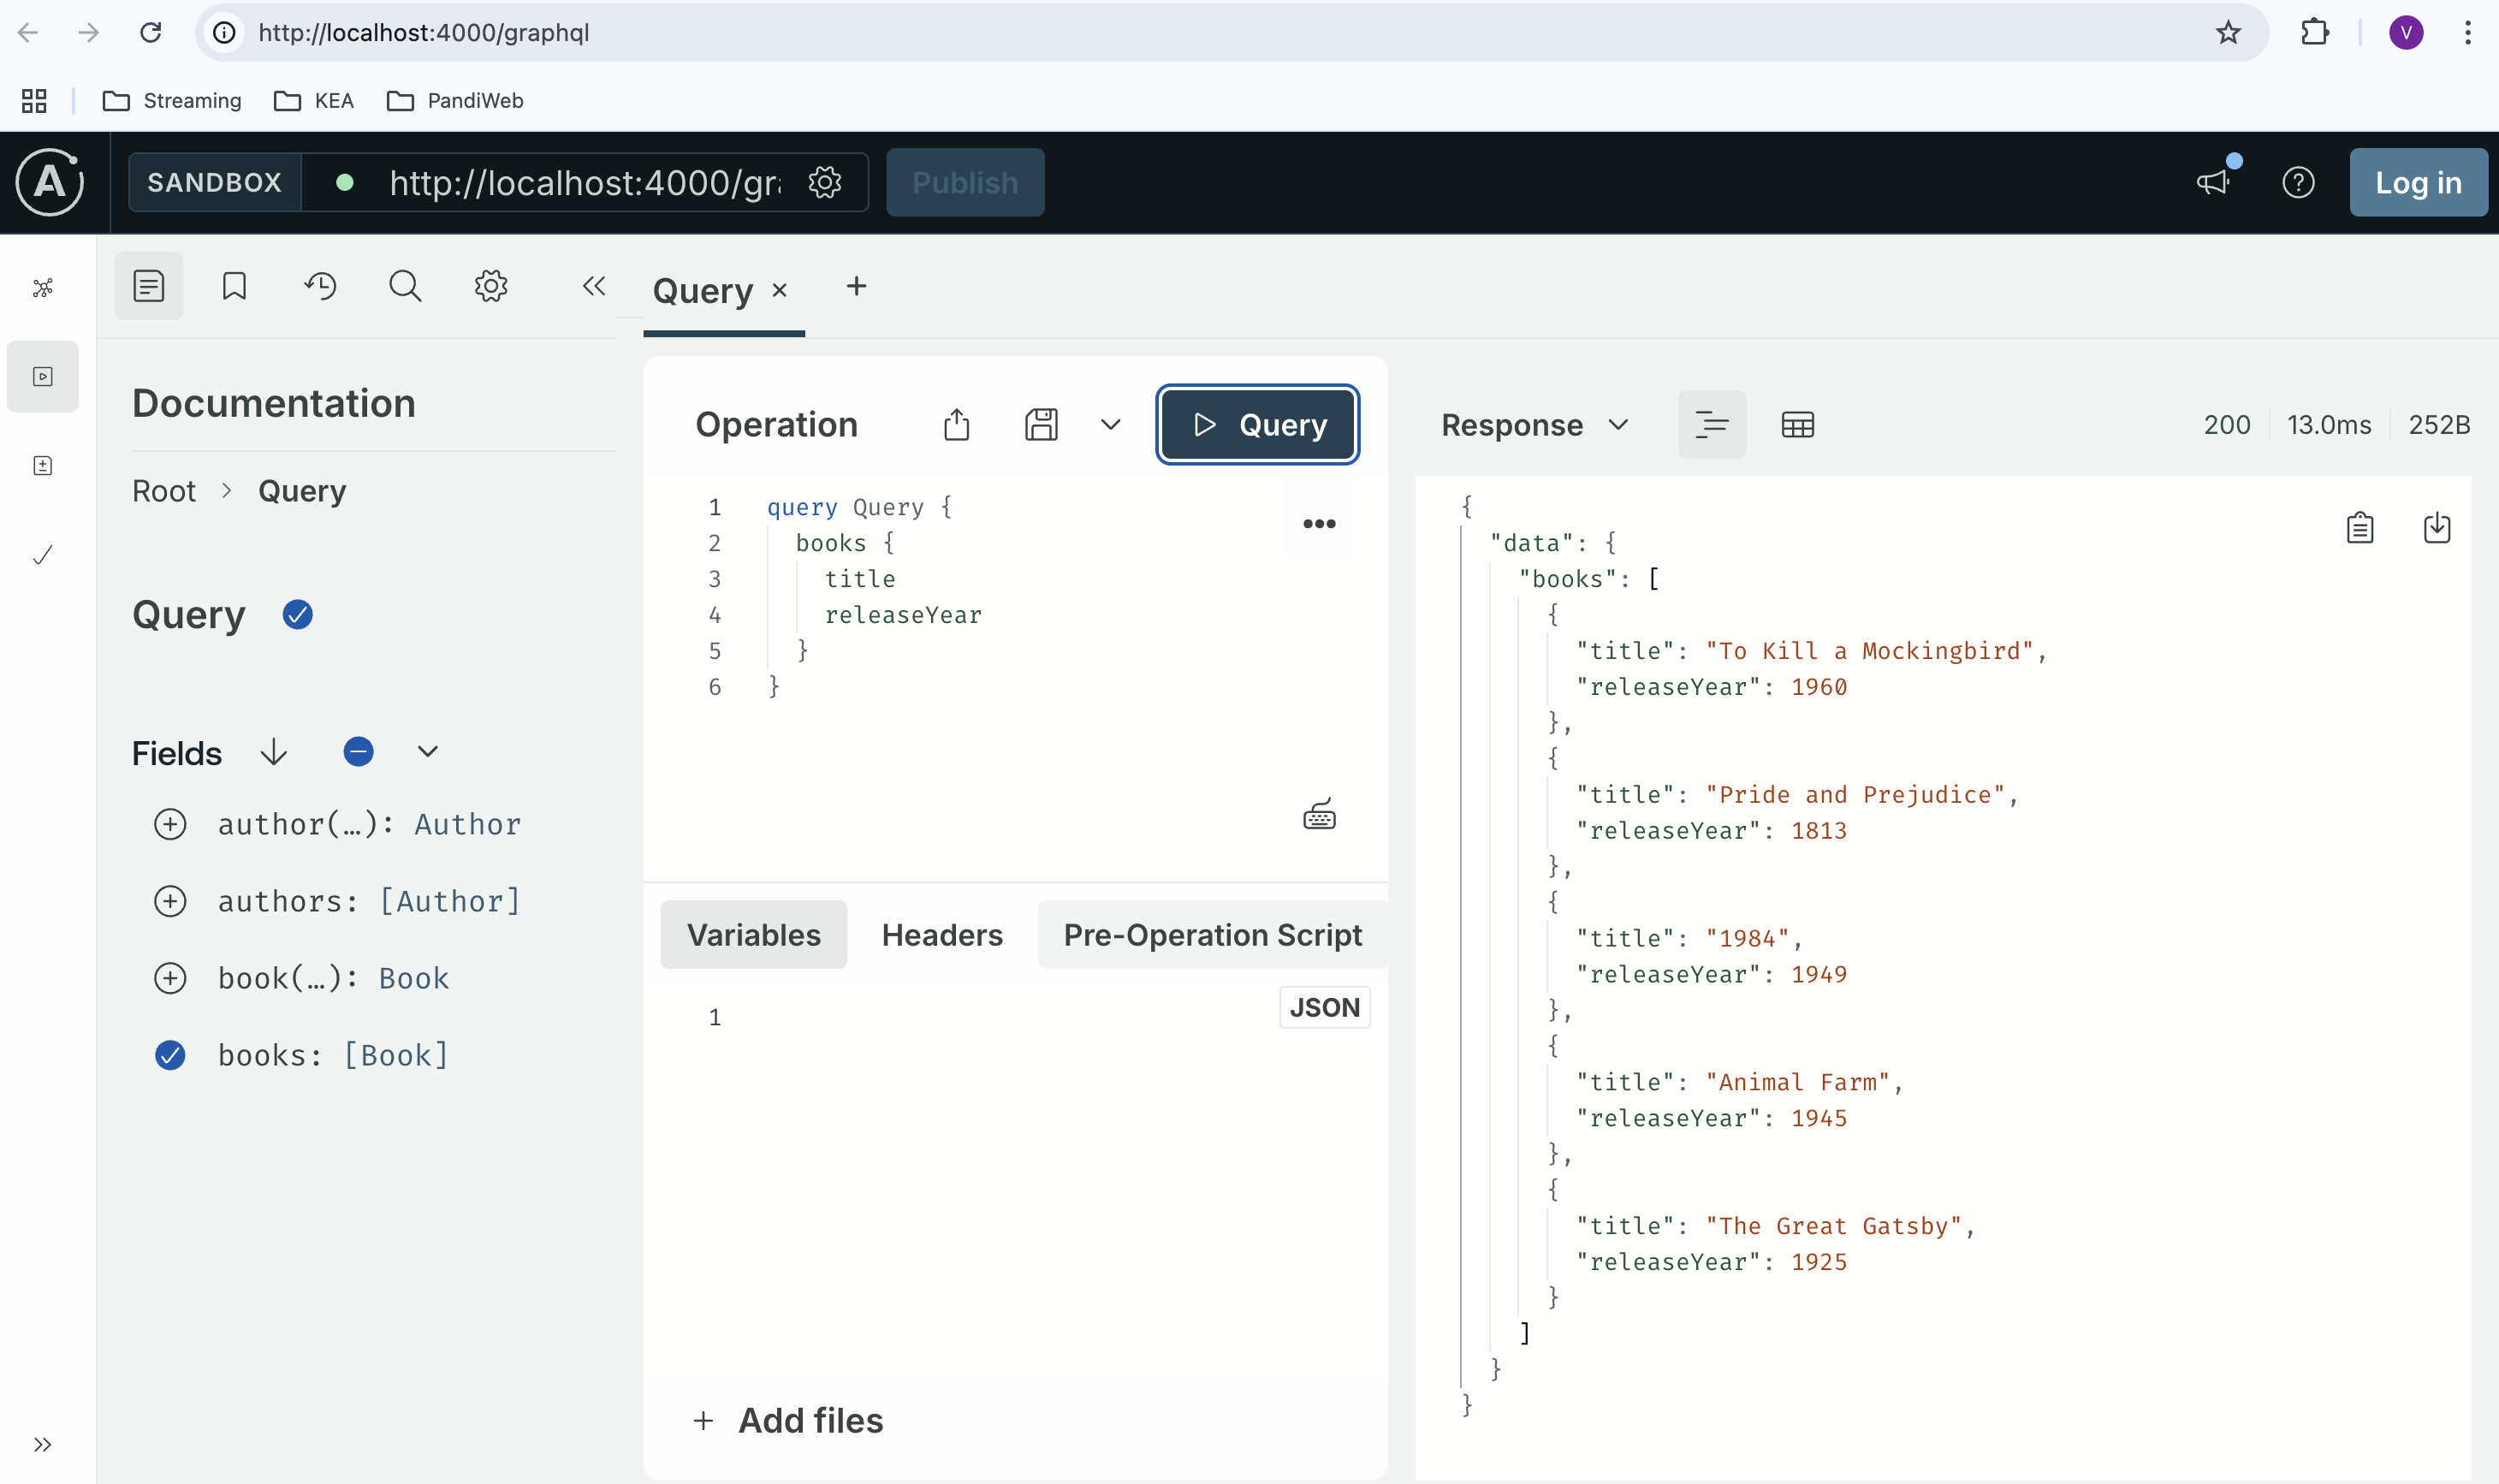 http://localhost:4000/graphql
V
Streaming
KEA
PandiWeb
A
SANDBOX
http://localhost:4000/gr
Publish
Log in
Query
Documentation
Root > Query
Query
Fields
author(…): Author
authors: [Author]
book(…): Book
books: [Book]
Operation
Query
1 query Query {
2 books {
3 title
4 releaseYear
5 }
6 }
Variables
Headers
Pre-Operation Script
1
JSON
+ Add files
Response
200
13.0ms
252B
{
"data": {
"books": [
{
"title": "To Kill a Mockingbird",
"releaseYear": 1960
},
{
"title": "Pride and Prejudice",
"releaseYear": 1813
},
{
"title": "1984",
"releaseYear": 1949
},
{
"title": "Animal Farm",
"releaseYear": 1945
},
{
"title": "The Great Gatsby",
"releaseYear": 1925
}
]
}
}